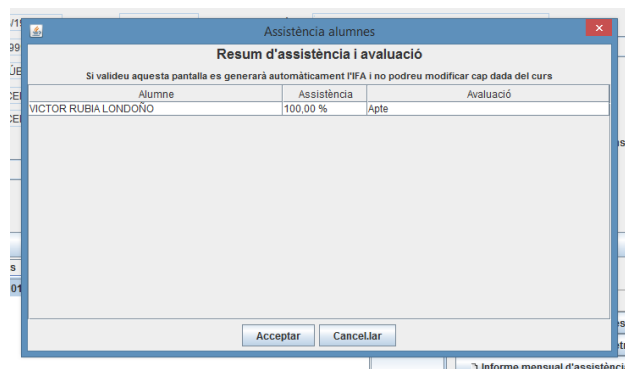 Assistència alumnes
Resum d'assistència i avaluació
Si valideu aquesta pantalla es generarà automàticament l'IFA i no podreu modificar cap dada del curs
Alumne Assistència Avaluació
VICTOR RUBIA LONDOÑO 100,00 % Apte
Acceptar Cancel.lar
Informe mensual d'assistència